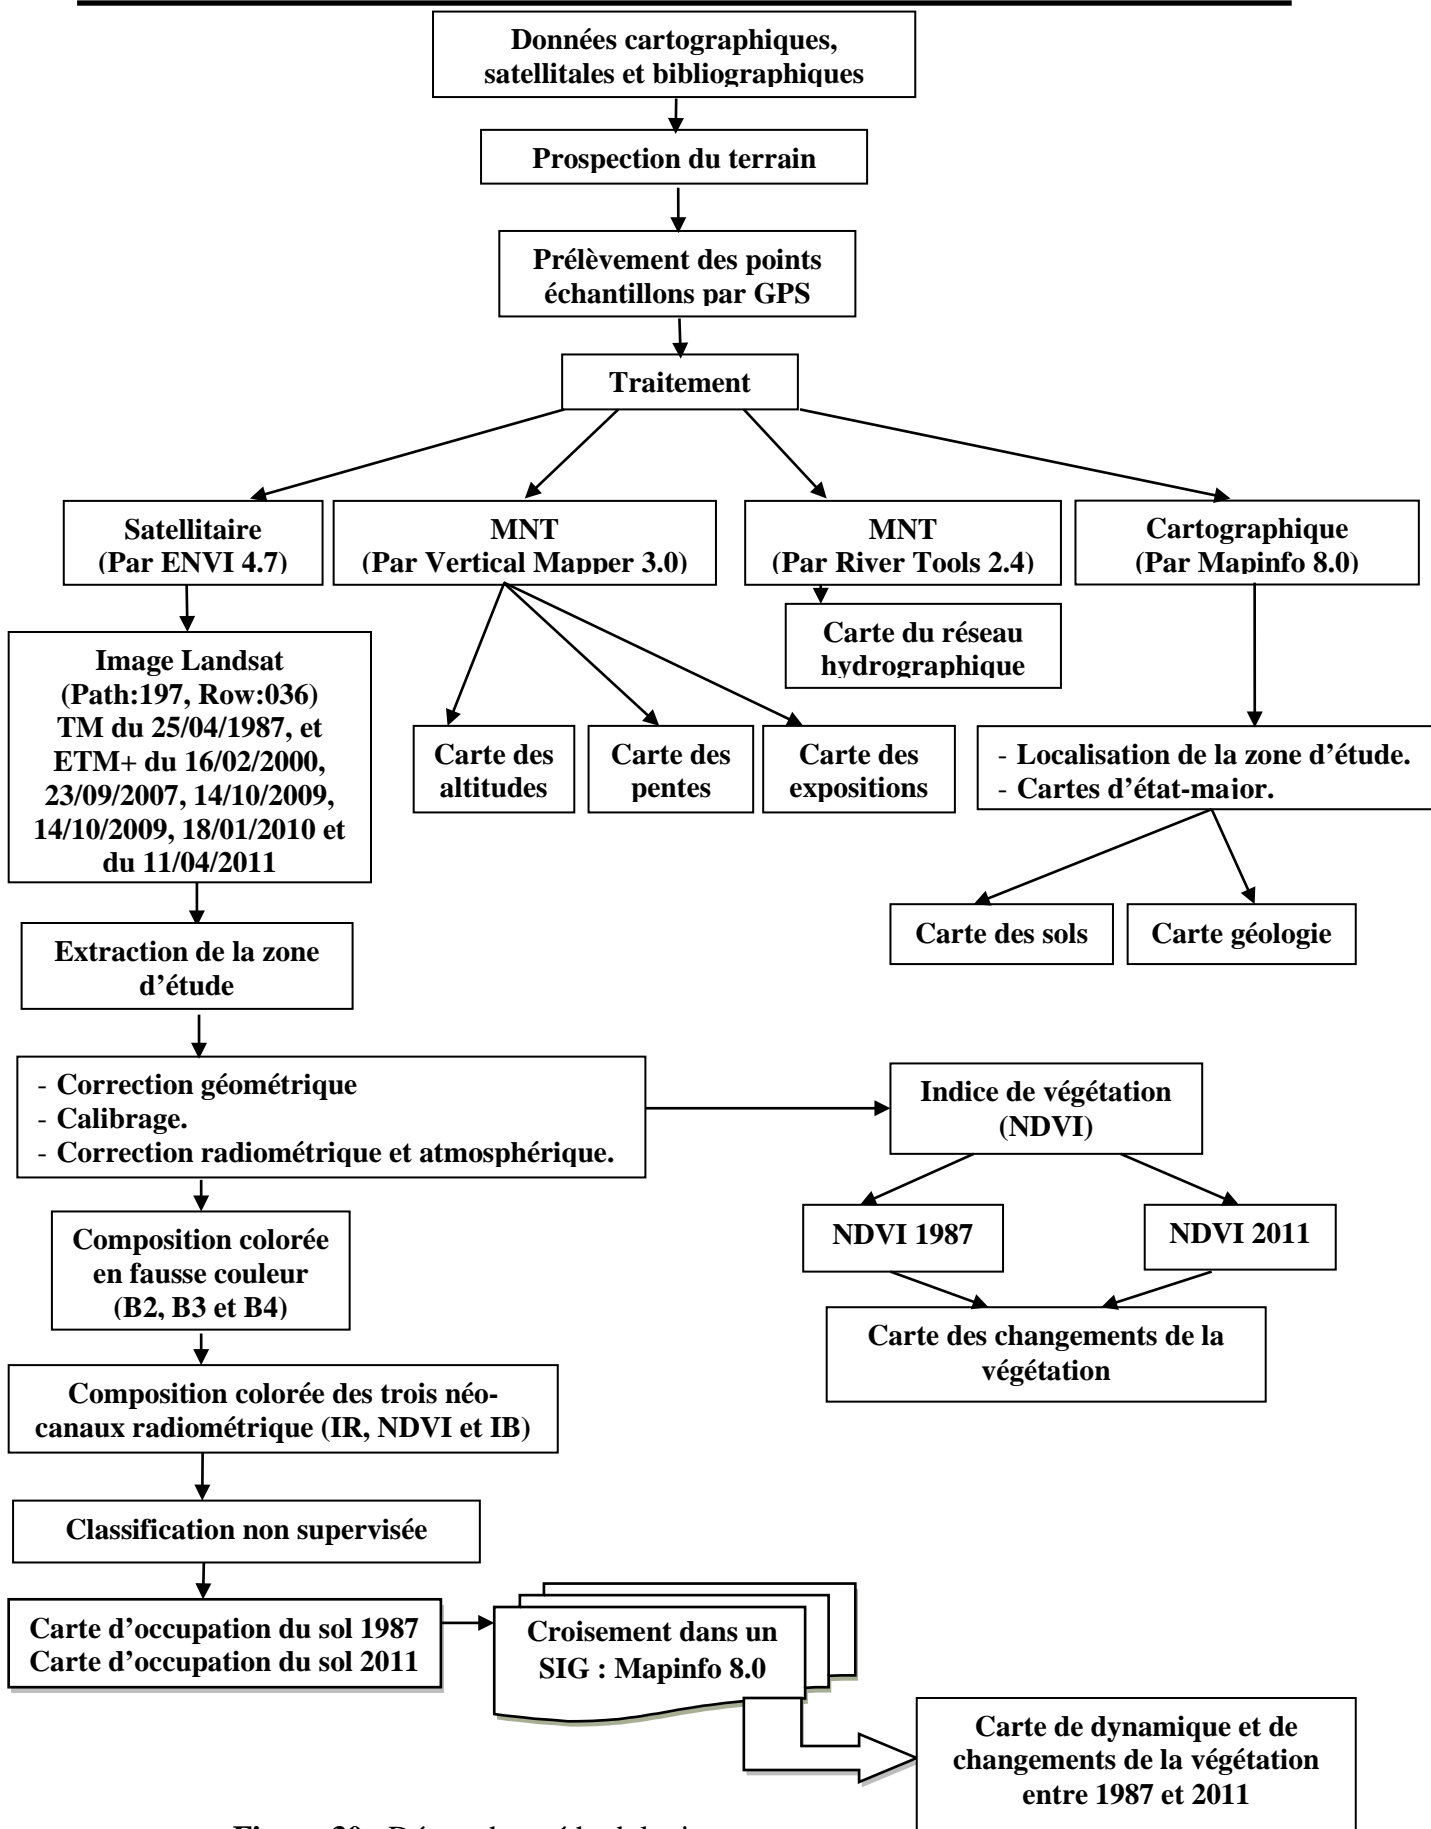 Données cartographiques,
satellitales et bibliographiques
Prospection du terrain
Prélèvement des points
échantillons par GPS
Traitement
Satellitaire
(Par ENVI 4.7)
MNT
(Par Vertical Mapper 3.0)
MNT
(Par River Tools 2.4)
Cartographique
(Par Mapinfo 8.0)
Image Landsat
(Path:197, Row:036)
TM du 25/04/1987, et
ETM+ du 16/02/2000,
23/09/2007, 14/10/2009,
14/10/2009, 18/01/2010 et
du 11/04/2011
Carte du réseau
hydrographique
Carte des
altitudes
Carte des
pentes
Carte des
expositions
- Localisation de la zone d’étude.
- Cartes d’état-major.
Carte des sols
Carte géologie
Extraction de la zone
d’étude
- Correction géométrique
- Calibrage.
- Correction radiométrique et atmosphérique.
Indice de végétation
(NDVI)
NDVI 1987
NDVI 2011
Carte des changements de la
végétation
Composition colorée
en fausse couleur
(B2, B3 et B4)
Composition colorée des trois néo-
canaux radiométrique (IR, NDVI et IB)
Classification non supervisée
Carte d’occupation du sol 1987
Carte d’occupation du sol 2011
Croisement dans un
SIG : Mapinfo 8.0
Carte de dynamique et de
changements de la végétation
entre 1987 et 2011